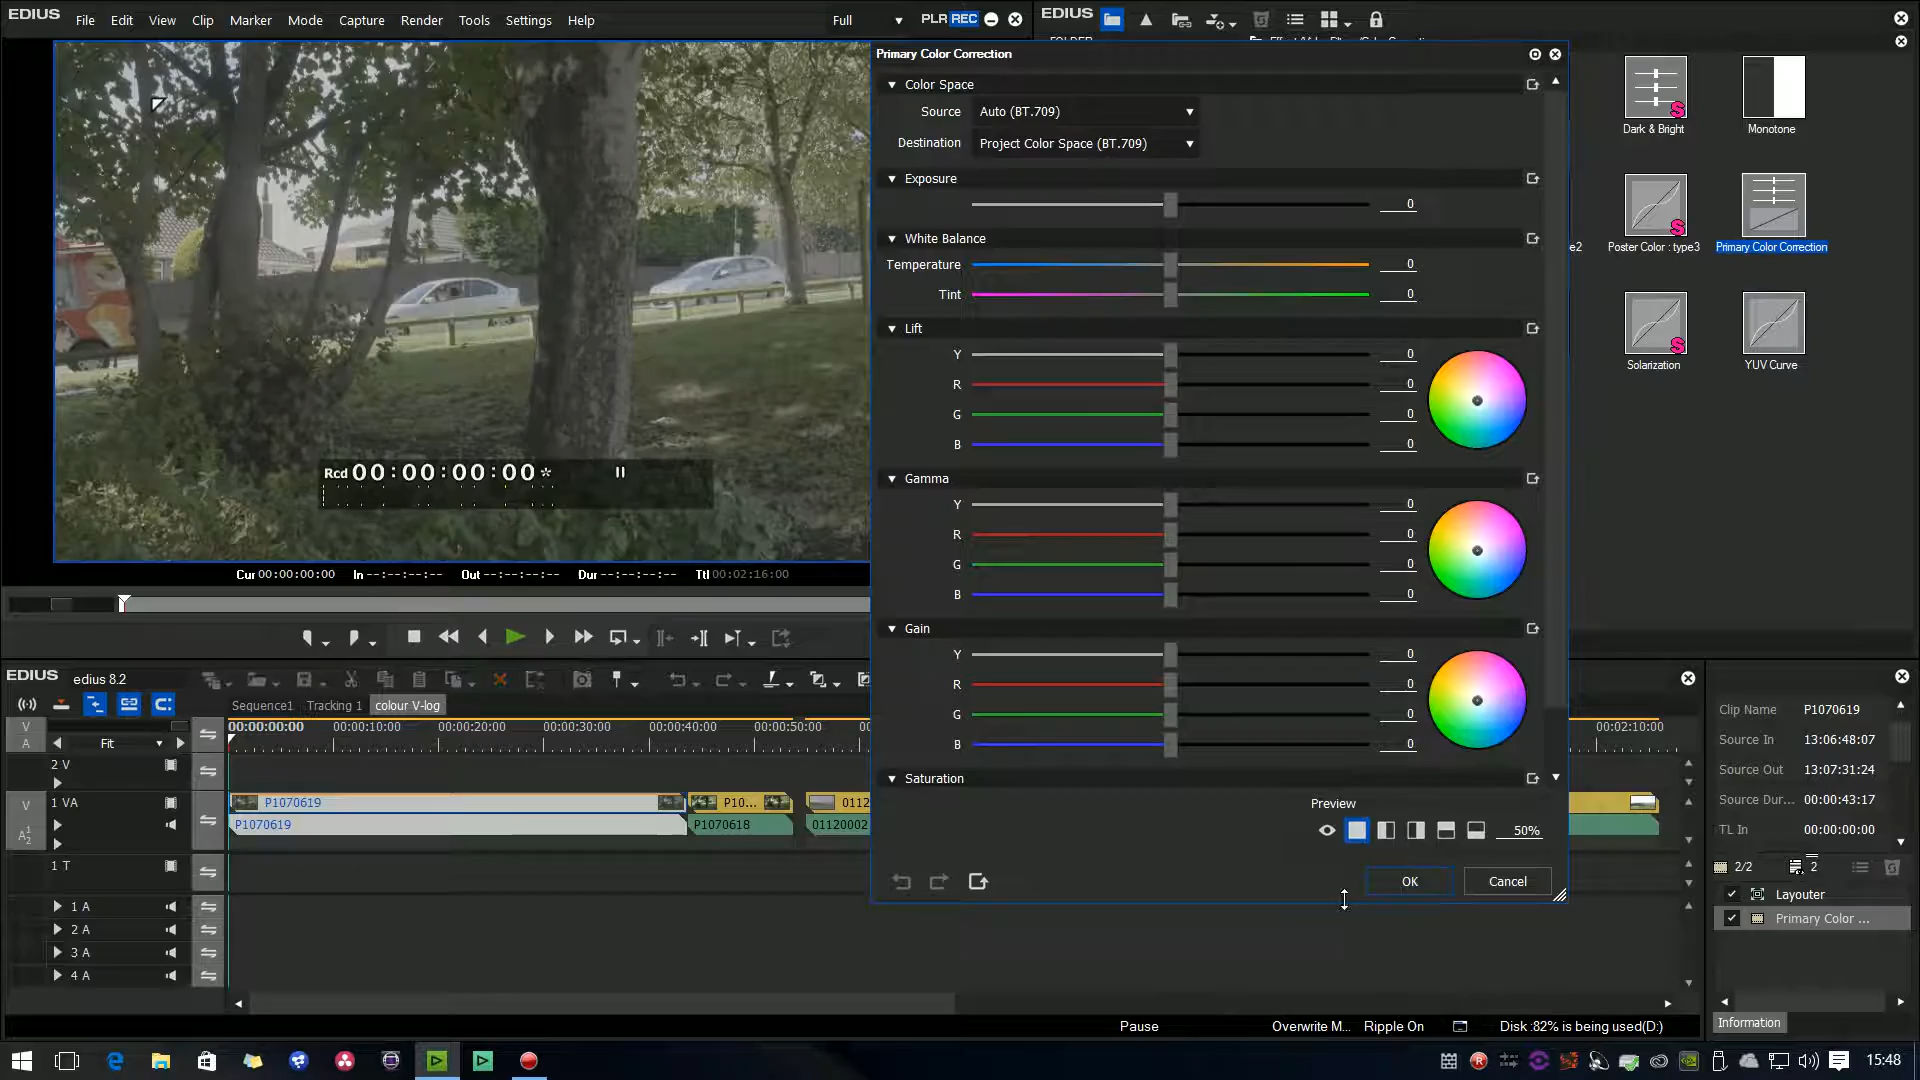 EDIUS File Edit View Clip Marker Mode Capture Render Tools Settings Help Full PLR REC
EDIUS
Primary Color Correction
Color Space
Source Auto (BT.709)
Destination Project Color Space (BT.709)
Exposure
0
White Balance
Temperature 0
Tint 0
Lift
Y 0
R 0
G 0
B 0
Gamma
Y 0
R 0
G 0
B 0
Gain
Y 0
R 0
G 0
B 0
Saturation
Preview
50%
OK Cancel
Dark & Bright Monotone
e2 Poster Color : type3 Primary Color Correction
Solarization YUV Curve
Rcd 00:00:00:00 *
Cur 00:00:00:00 In --:--:--:-- Out --:--:--:-- Dur --:--:--:-- Ttl 00:02:16:00
EDIUS edius 8.2
Sequence1 Tracking 1 colour V-log
V
A
Fit
00:00:00:00 00:00:10:00 00:00:20:00 00:00:30:00 00:00:40:00 00:00:50:00 00:02:10:00
2 V
V 1 VA P1070619 P10... 0112
A 1 2 P1070619 P1070618 01120002
1 T
1 A
2 A
3 A
4 A
Clip Name P1070619
Source In 13:06:48:07
Source Out 13:07:31:24
Source Dur... 00:00:43:17
TL In 00:00:00:00
2/2 2
Layouter
Primary Color ...
Information
Pause Overwrite M... Ripple On Disk :82% is being used(D:)
15:48